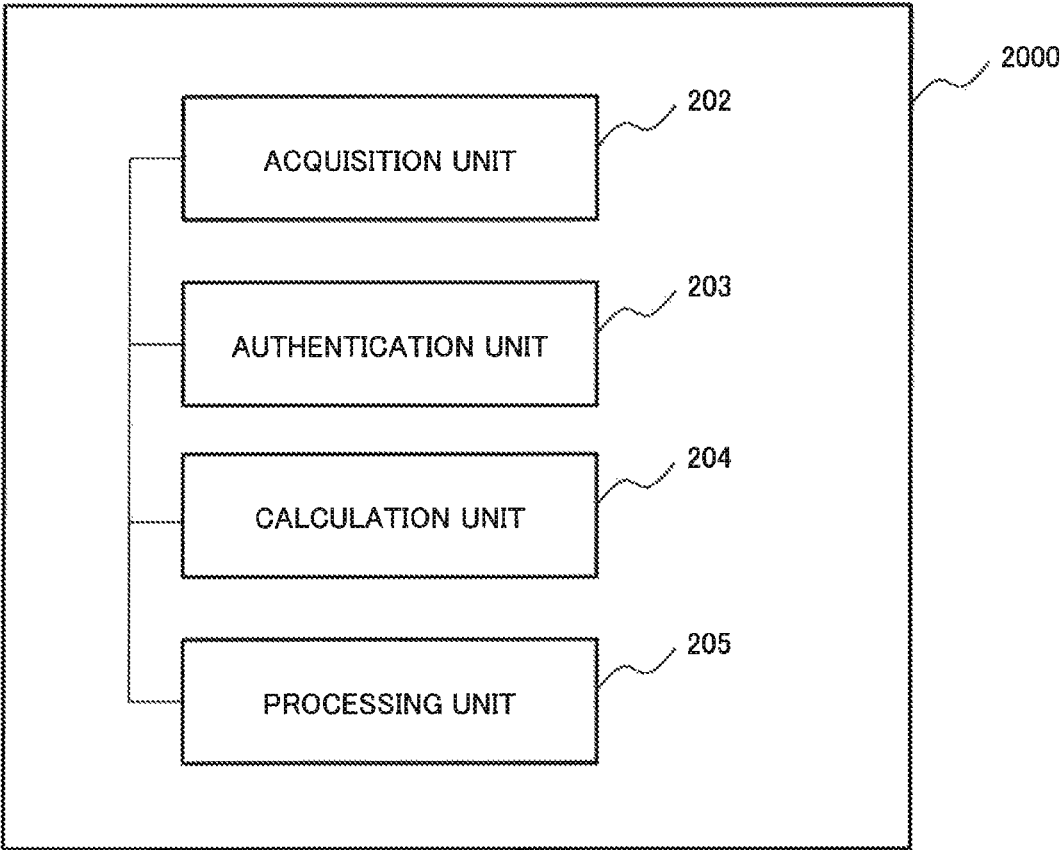 2000
202
ACQUISITION UNIT
203
AUTHENTICATION UNIT
204
CALCULATION UNIT
205
PROCESSING UNIT